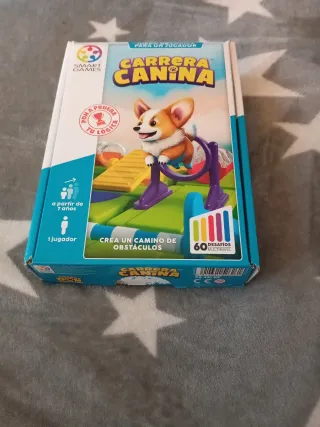 PARA UN JUGADOR
SMART
GAMES
CARRERA
CANINA
PON A PRUEBA
TU LÓGICA
a partir de
7 años
1 jugador
CREA UN CAMINO DE
OBSTÁCULOS
60 DESAFÍOS
CARRERA
CANINA